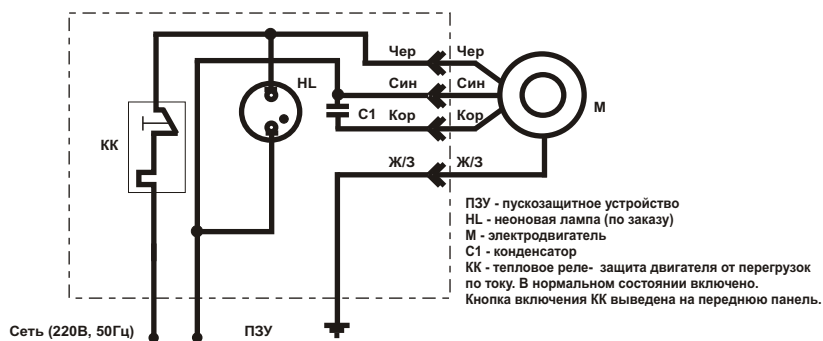 Чер Чер
HL
Син Син
M
C1
Кор Кор
КК
Ж/З Ж/З
ПЗУ - пускозащитное устройство
HL - неоновая лампа (по заказу)
М - электродвигатель
С1 - конденсатор
КК - тепловое реле- защита двигателя от перегрузок
по току. В нормальном состоянии включено.
Кнопка включения КК выведена на переднюю панель.
Сеть (220В, 50Гц) ПЗУ